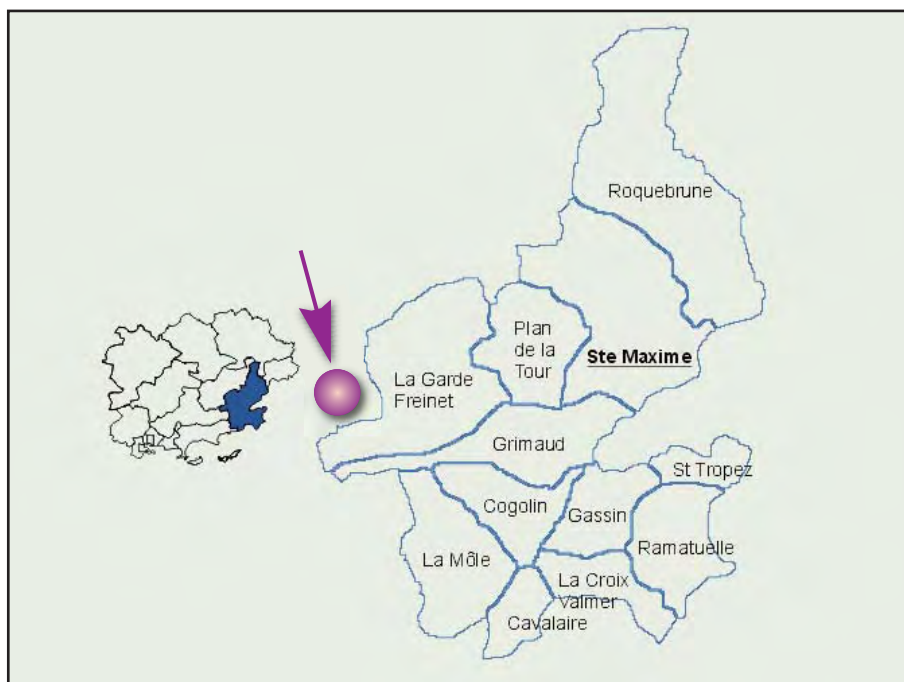 Roquebrune
Plan
de la
Tour
Ste Maxime
La Garde
Freinet
Grimaud
St Tropez
Cogolin
Gassin
Ramatuelle
La Môle
La Croix
Valmer
Cavalaire